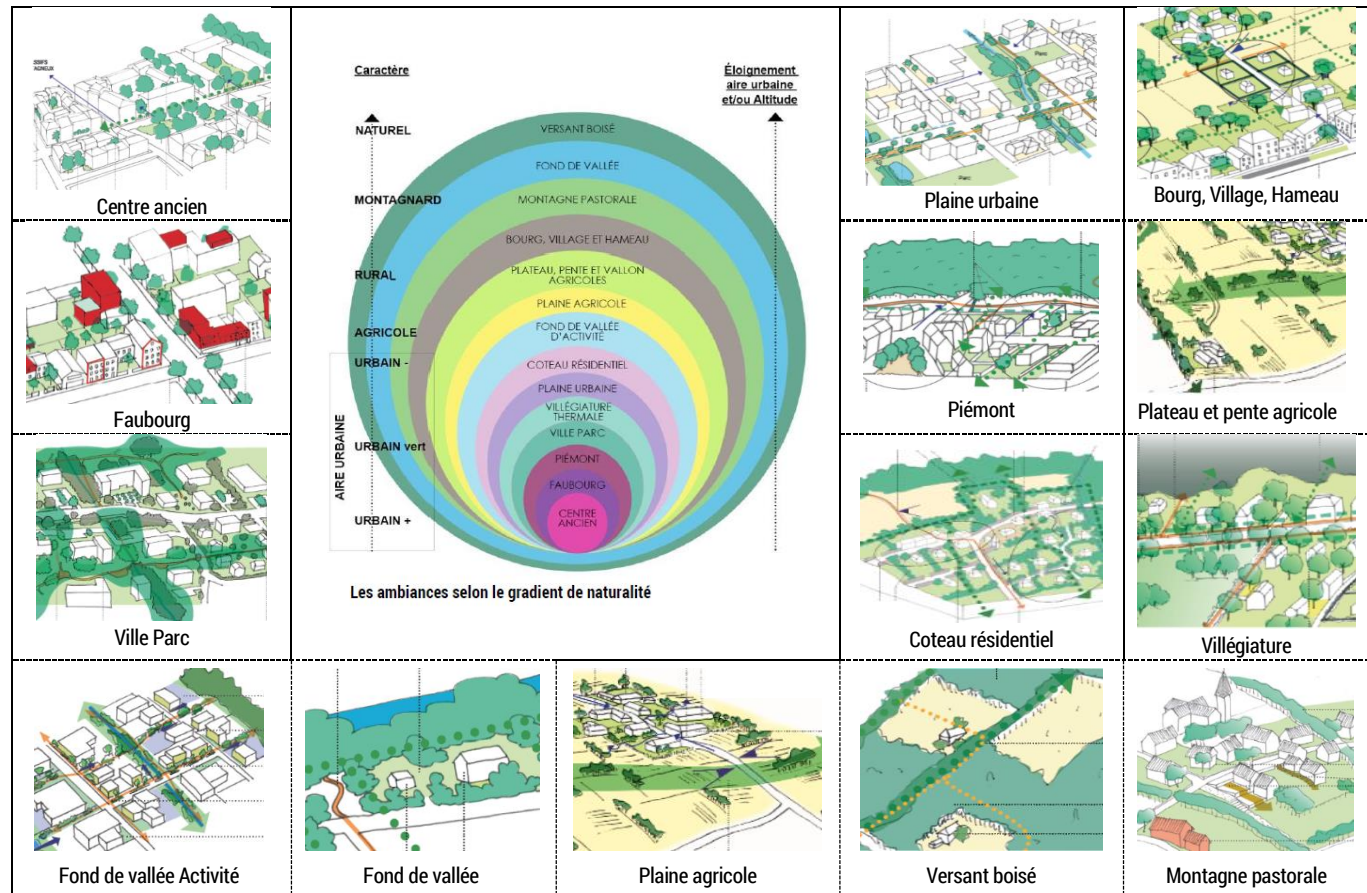 SSIFS
Centre ancien
Caractère
Éloignement
aire urbaine
et/ou Altitude
NATUREL
MONTAGNARD
RURAL
AGRICOLE
URBAIN -
URBAIN vert
URBAIN +
AIRE URBAINE
VERSANT BOISÉ
FOND DE VALLÉE
MONTAGNE PASTORALE
BOURG, VILLAGE ET HAMEAU
PLATEAU, PENTE ET VALLON
AGRICOLES
PLAINE AGRICOLE
FOND DE VALLÉE
D'ACTIVITÉ
COTEAU RÉSIDENTIEL
PLAINE URBAINE
VILLÉGIATURE
THERMALE
VILLE PARC
PIÉMONT
FAUBOURG
CENTRE
ANCIEN
Les ambiances selon le gradient de naturalité
Parc
Parc
Plaine urbaine
Bourg, Village, Hameau
Faubourg
Piémont
Plateau et pente agricole
Ville Parc
Coteau résidentiel
Villégiature
Fond de vallée Activité
Fond de vallée
Plaine agricole
Versant boisé
Montagne pastorale